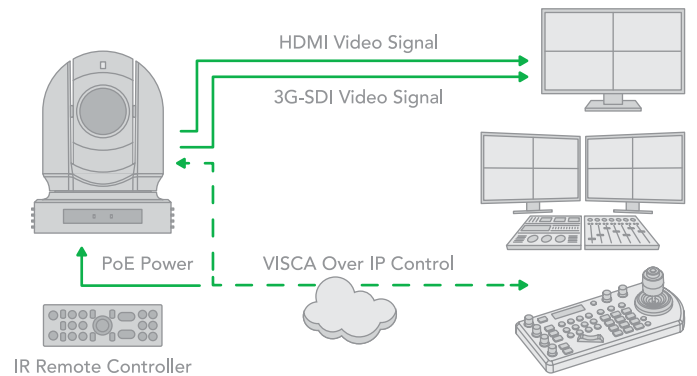 HDMI Video Signal
3G-SDI Video Signal
PoE Power
VISCA Over IP Control
IR Remote Controller